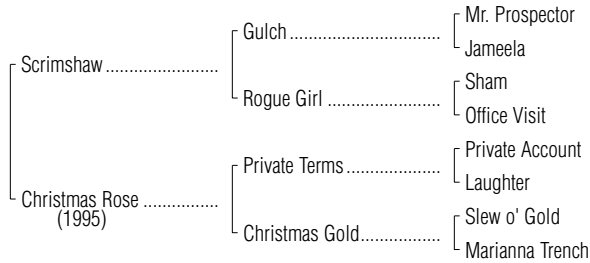 Mr. Prospector
Gulch ........................................
Jameela
Scrimshaw ..............................
Sham
Rogue Girl ..............................
Office Visit
Private Account
Private Terms .........................
Laughter
Christmas Rose ....................
(1995)
Slew o' Gold
Christmas Gold.....................
Marianna Trench